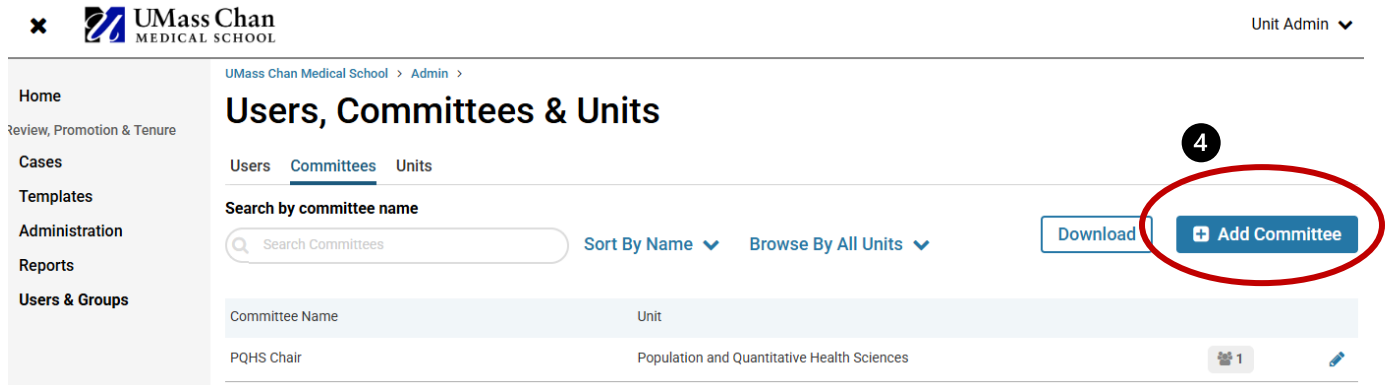 UMass Chan
MEDICAL SCHOOL
Unit Admin
UMass Chan Medical School > Admin >
Home
Users, Committees & Units
Review, Promotion & Tenure
Cases
Users Committees Units
4
Templates
Search by committee name
Administration
Search Committees
Sort By Name
Browse By All Units
Download
Add Committee
Reports
Users & Groups
Committee Name Unit
PQHS Chair Population and Quantitative Health Sciences 1